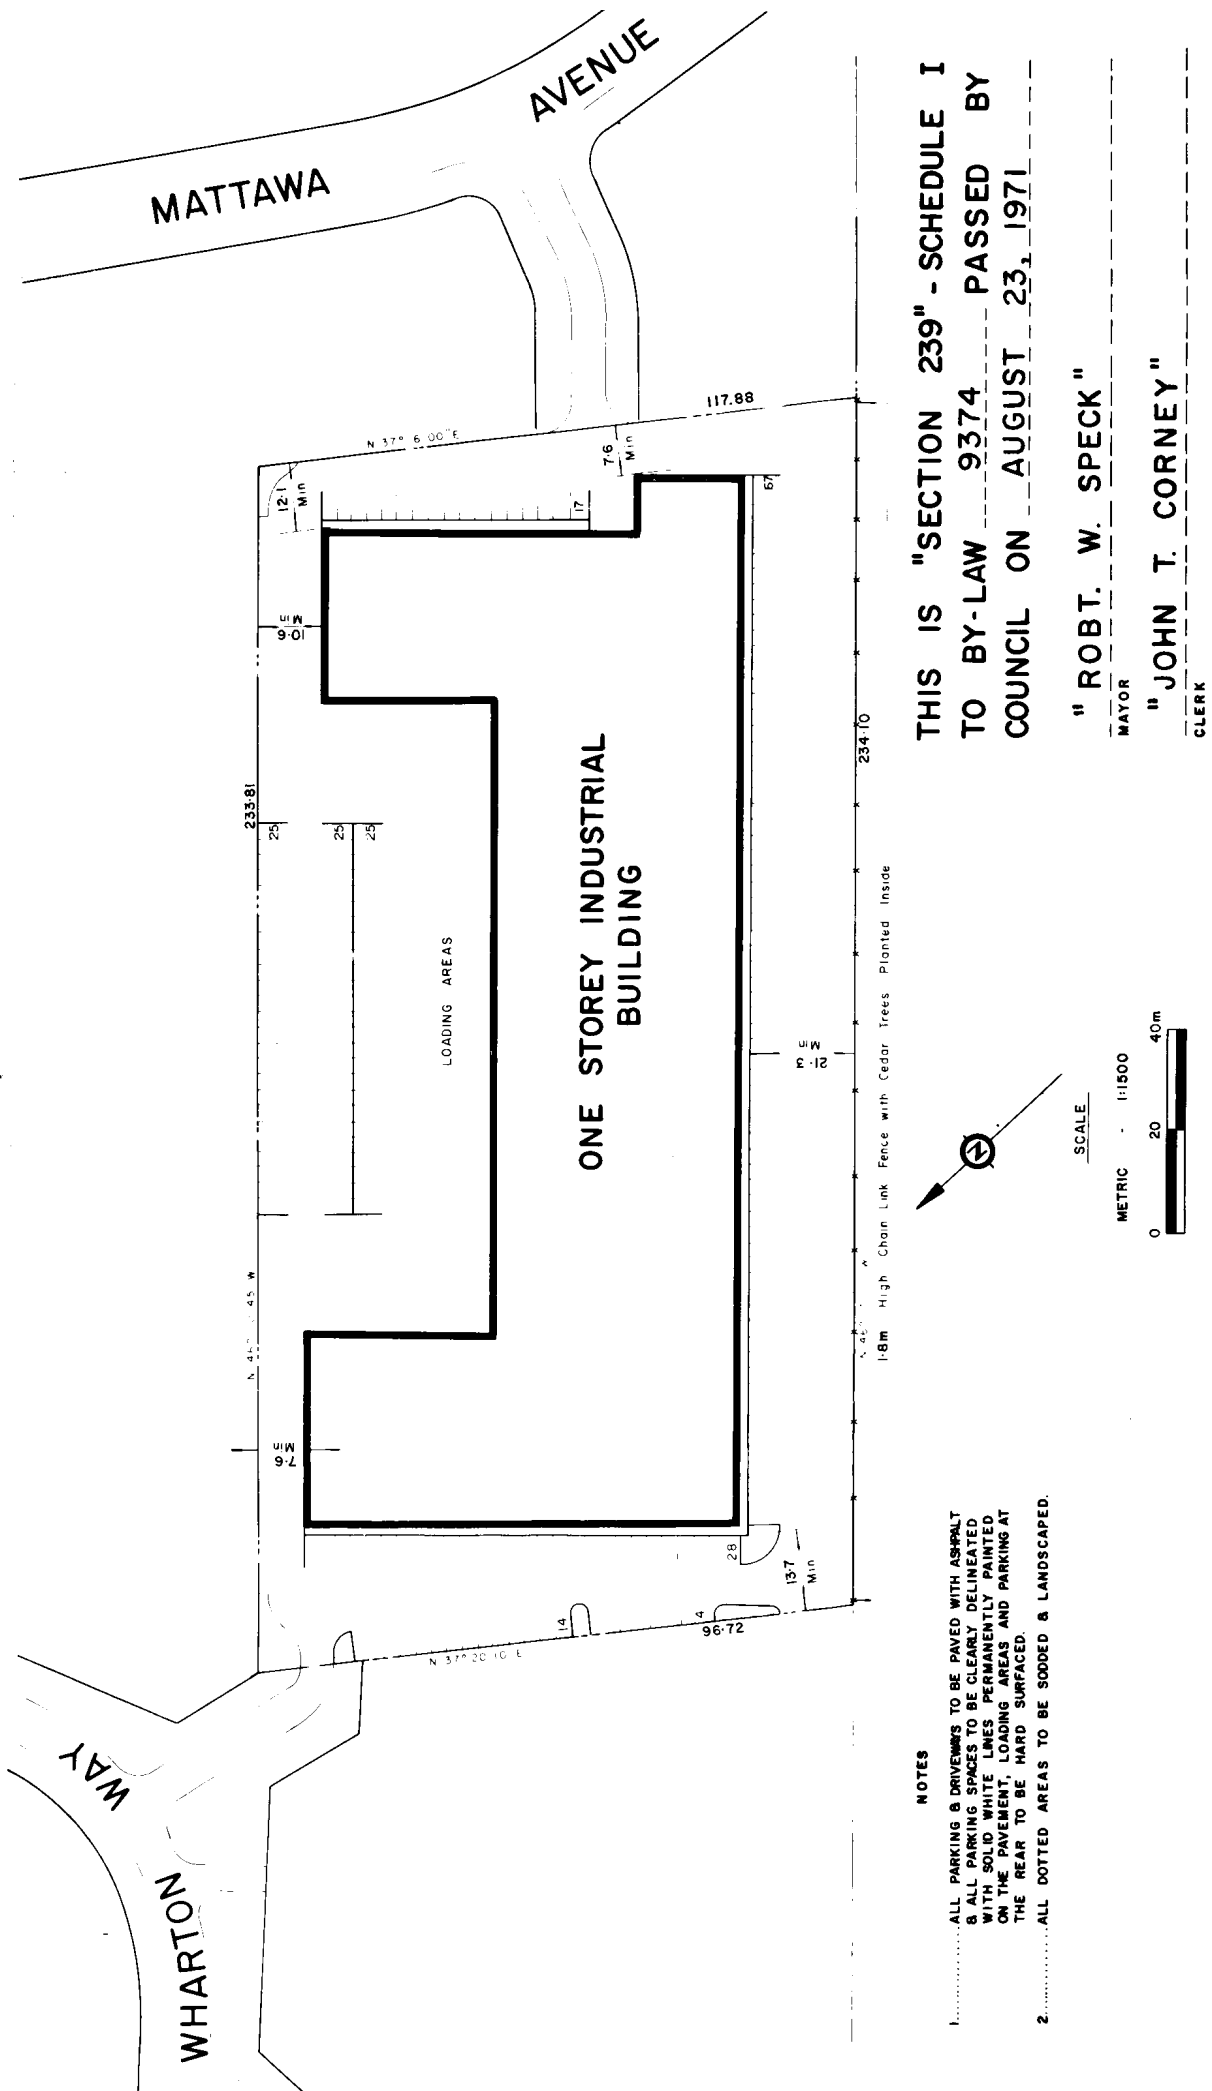 MATTAWA
AVENUE
WHARTON
WAY
N 37° 6 00" E
117.88
12.1
Min
7.6
Min
17
67
10.6
Min
233.81
25
25
25
LOADING AREAS
ONE STOREY INDUSTRIAL
BUILDING
234.10
21.3
Min
1.8m High Chain Link Fence with Cedar Trees Planted Inside
7.6
Min
28
13.7
Min
14
4
96.72
N 37° 20 10 E
THIS IS "SECTION 239" - SCHEDULE I
TO BY-LAW 9374 PASSED BY
COUNCIL ON AUGUST 23, 1971
"ROBT. W. SPECK"
MAYOR
"JOHN T. CORNEY"
CLERK
N
SCALE
METRIC - 1:1500
0 20 40m
NOTES
1.............ALL PARKING & DRIVEWAYS TO BE PAVED WITH ASHPALT
& ALL PARKING SPACES TO BE CLEARLY DELINEATED
WITH SOLID WHITE LINES PERMANENTLY PAINTED
ON THE PAVEMENT, LOADING AREAS AND PARKING AT
THE REAR TO BE HARD SURFACED.
2.............ALL DOTTED AREAS TO BE SODDED & LANDSCAPED.